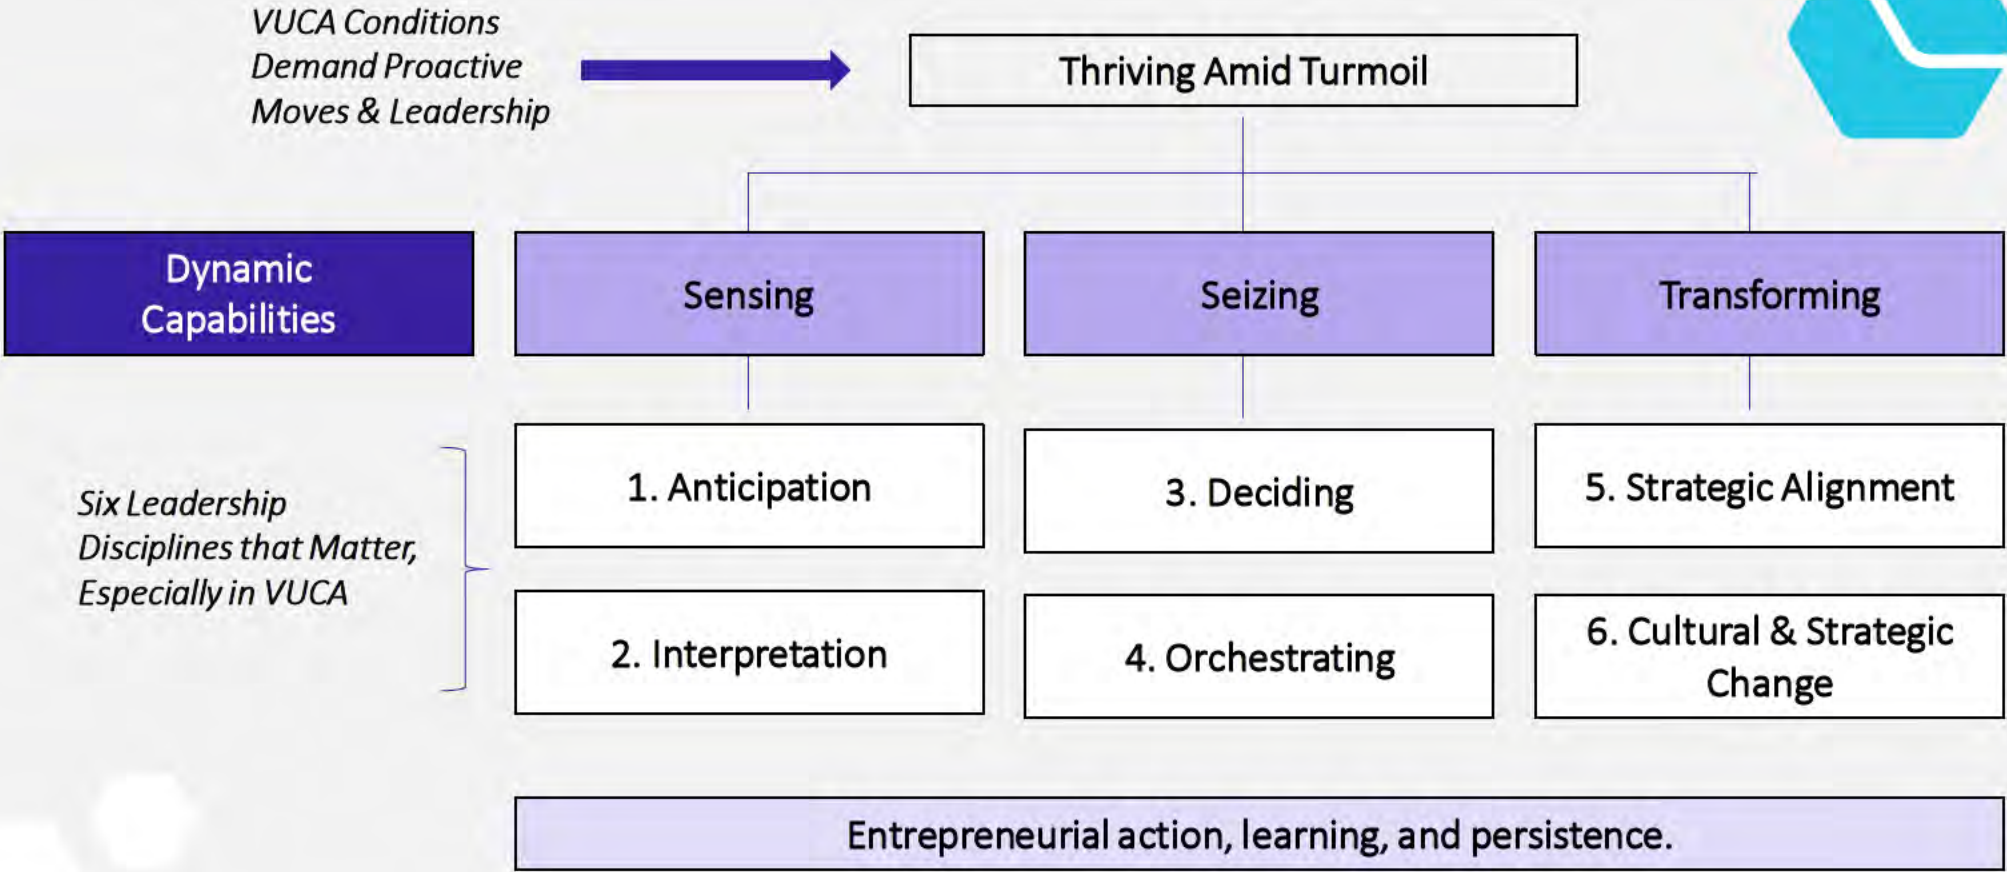 VUCA Conditions
Demand Proactive
Moves & Leadership
Thriving Amid Turmoil
Dynamic
Capabilities
Sensing
Seizing
Transforming
Six Leadership
Disciplines that Matter,
Especially in VUCA
1. Anticipation
3. Deciding
5. Strategic Alignment
2. Interpretation
4. Orchestrating
6. Cultural & Strategic
Change
Entrepreneurial action, learning, and persistence.